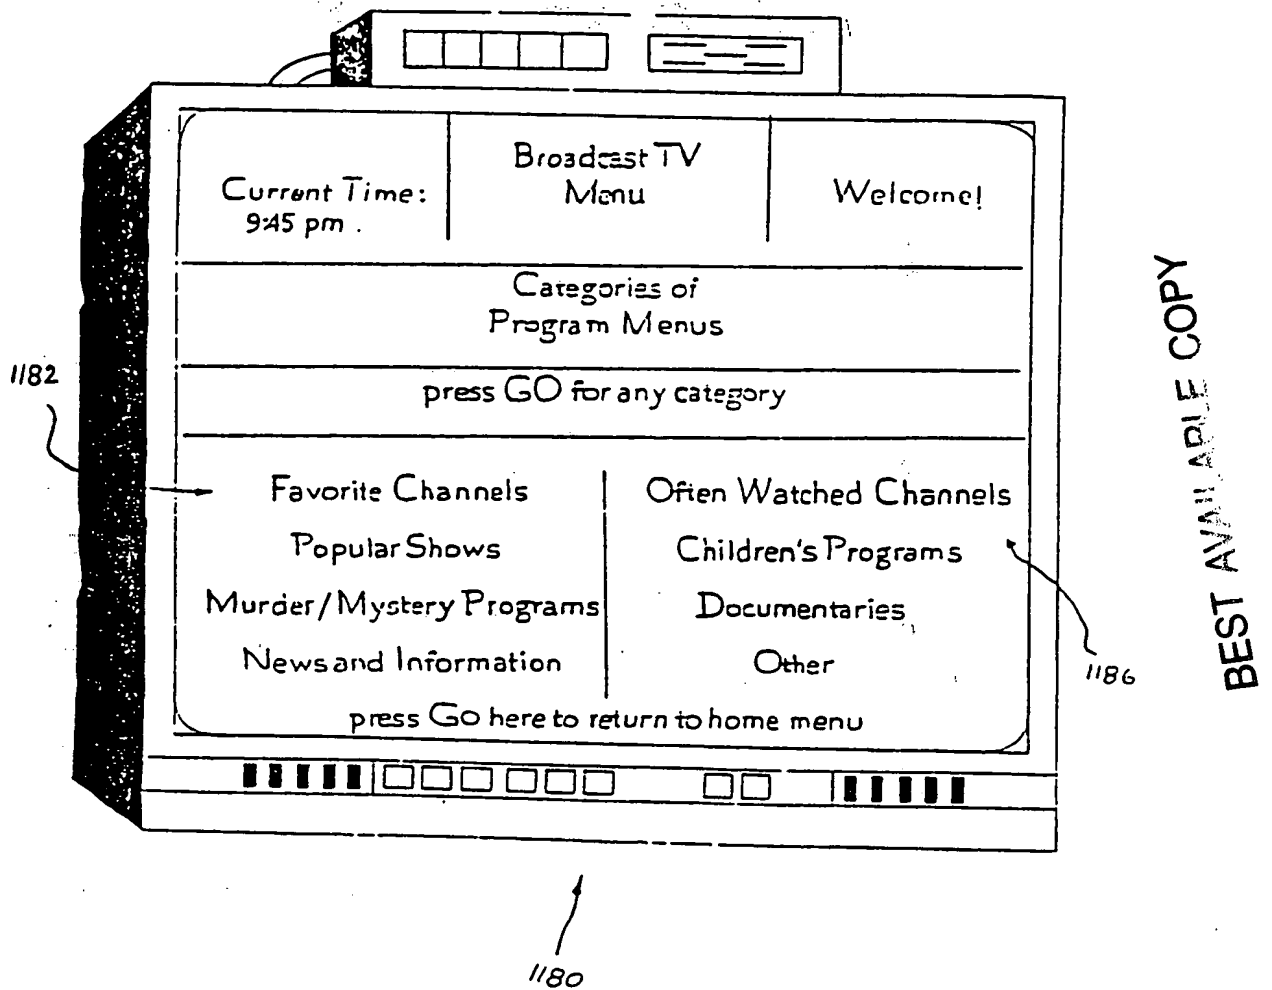 Broadcast TV
Menu
Current Time:
9:45 pm
Welcome!
Categories of
Program Menus
press GO for any category
Favorite Channels
Often Watched Channels
Popular Shows
Children's Programs
Murder/Mystery Programs
Documentaries
News and Information
Other
press Go here to return to home menu
1182
1186
1180
BEST AVAILABLE COPY